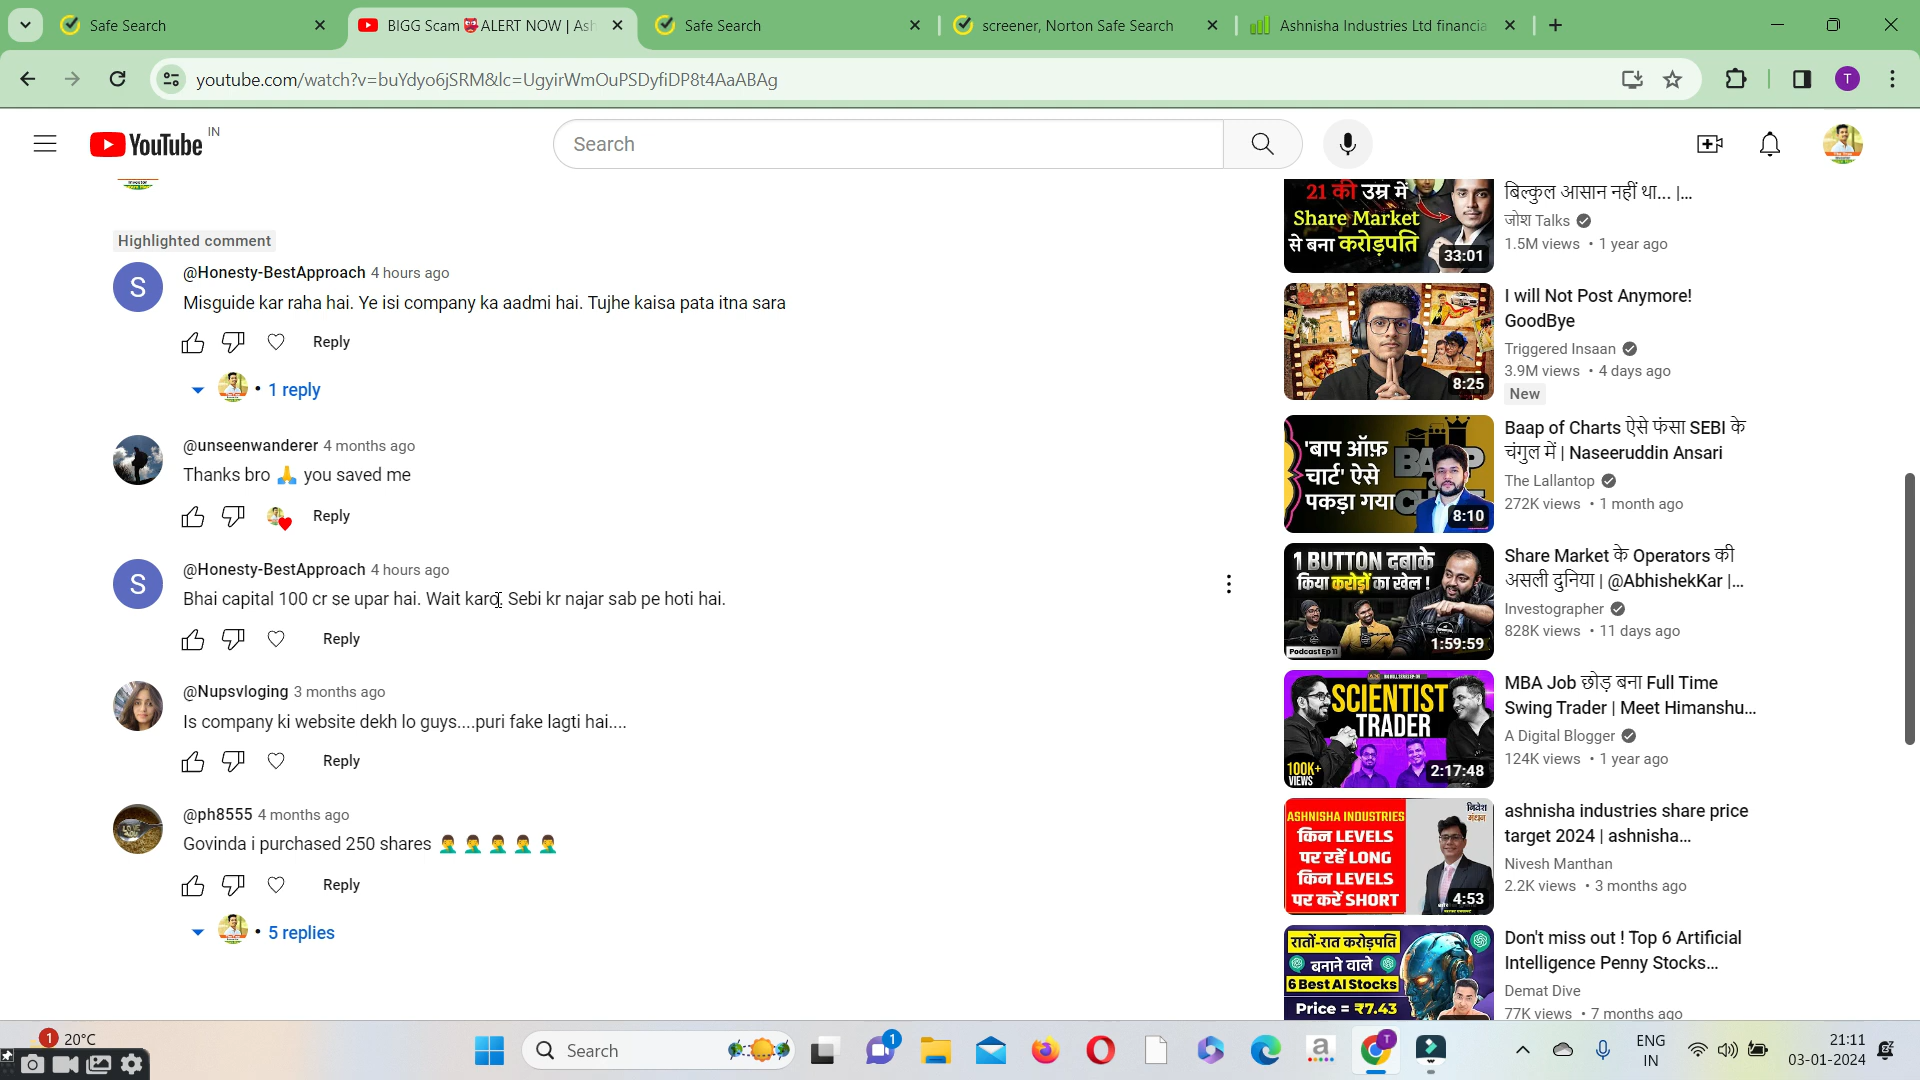 Safe Search
BIGG Scam 👹ALERT NOW | Ash
Safe Search
screener, Norton Safe Search
Ashnisha Industries Ltd financia
youtube.com/watch?v=buYdyo6jSRM&lc=UgyirWmOuPSDyfiDP8t4AaABAg
T
YouTube IN
Search
Investor
Highlighted comment
S
@Honesty-BestApproach 4 hours ago
Misguide kar raha hai. Ye isi company ka aadmi hai. Tujhe kaisa pata itna sara
Reply
• 1 reply
@unseenwanderer 4 months ago
Thanks bro 🙏 you saved me
Reply
S
@Honesty-BestApproach 4 hours ago
Bhai capital 100 cr se upar hai. Wait karo. Sebi kr najar sab pe hoti hai.
Reply
@Nupsvloging 3 months ago
Is company ki website dekh lo guys....puri fake lagti hai....
Reply
@ph8555 4 months ago
Govinda i purchased 250 shares 🤦‍♂️ 🤦‍♂️ 🤦‍♂️ 🤦‍♂️ 🤦‍♂️
Reply
• 5 replies
21 की उम्र में
Share Market
से बना करोड़पति
33:01
बिल्कुल आसान नहीं था... |...
जोश Talks
1.5M views • 1 year ago
8:25
I will Not Post Anymore!
GoodBye
Triggered Insaan
3.9M views • 4 days ago
New
'बाप ऑफ़
चार्ट' ऐसे
पकड़ा गया
8:10
Baap of Charts ऐसे फंसा SEBI के
चंगुल में | Naseeruddin Ansari
The Lallantop
272K views • 1 month ago
1 BUTTON दबाके
किया करोड़ों का खेल !
Podcast Ep 11
1:59:59
Share Market के Operators की
असली दुनिया | @AbhishekKar |...
Investographer
828K views • 11 days ago
SCIENTIST
TRADER
100K+
VIEWS
2:17:48
MBA Job छोड़ बना Full Time
Swing Trader | Meet Himanshu...
A Digital Blogger
124K views • 1 year ago
ASHNISHA INDUSTRIES
किन LEVELS
पर रहें LONG
किन LEVELS
पर करें SHORT
निवेश
मंथन
4:53
ashnisha industries share price
target 2024 | ashnisha...
Nivesh Manthan
2.2K views • 3 months ago
रातों-रात करोड़पति
बनाने वाले
6 Best AI Stocks
Price = ₹7.43
Don't miss out ! Top 6 Artificial
Intelligence Penny Stocks...
Demat Dive
77K views • 7 months ago
1
20°C
Search
1
T
ENG
IN
21:11
03-01-2024